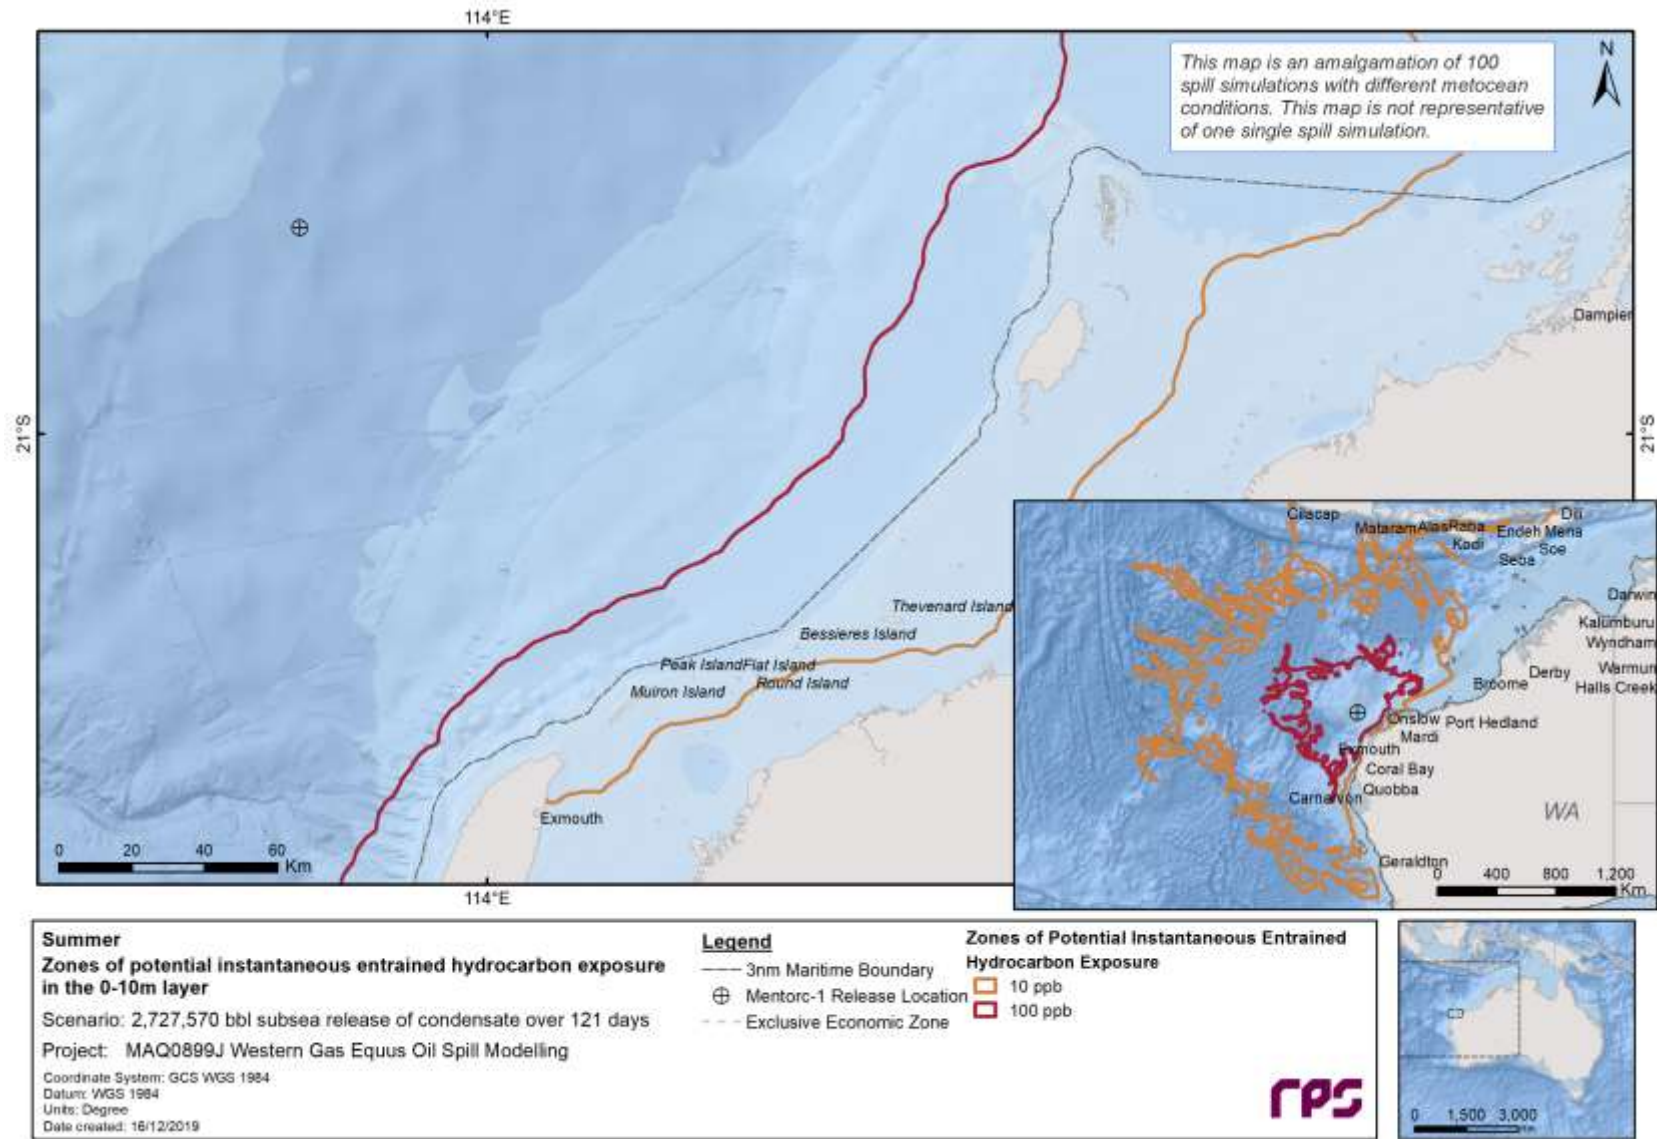 114°E
This map is an amalgamation of 100
spill simulations with different metocean
conditions. This map is not representative
of one single spill simulation.
N
Dampier
21°S
21°S
Thevenard Island
Bessieres Island
Peak Island Flat Island
Round Island
Muiron Island
Exmouth
0 20 40 60
Km
114°E
Cilacap
Mataram Alas Raba
Endeh Mena
Dili
Kodi
Soe
Seba
Darwin
Kalumburu
Wyndham
Warmun
Derby
Halls Creek
Broome
Onslow Port Hedland
Mardi
Exmouth
Coral Bay
Quobba
Carnarvon
WA
Geraldton
0 400 800 1,200
Km
Summer
Zones of potential instantaneous entrained hydrocarbon exposure
in the 0-10m layer
Scenario: 2,727,570 bbl subsea release of condensate over 121 days
Project: MAQ0899J Western Gas Equus Oil Spill Modelling
Coordinate System: GCS WGS 1984
Datum: WGS 1984
Units: Degree
Date created: 16/12/2019
Legend
3nm Maritime Boundary
Mentorc-1 Release Location
Exclusive Economic Zone
Zones of Potential Instantaneous Entrained
Hydrocarbon Exposure
10 ppb
100 ppb
rps
0 1,500 3,000